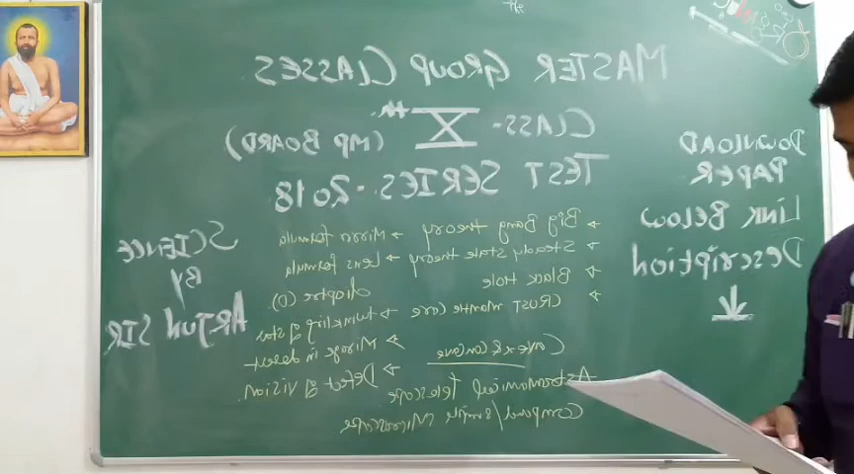 MASTER GROUP CLASSES
CLASS- X th
(MP BOARD)
TEST SERIES - 2018
DOWNLOAD
PAPER
LINK BELOW
DESCRIPTION
SCIENCE
BY
ARJUN SIR
→ Big Bang theory → Mirror formula
→ Steady State theory → Lens formula
→ Black Hole chapter (1).
→ CRUST Mantle Core → twinkling of star
→ Mirage in desert
Convex & Concave → Defect of vision.
Astronomical Telescope
Compound/simple Microscope